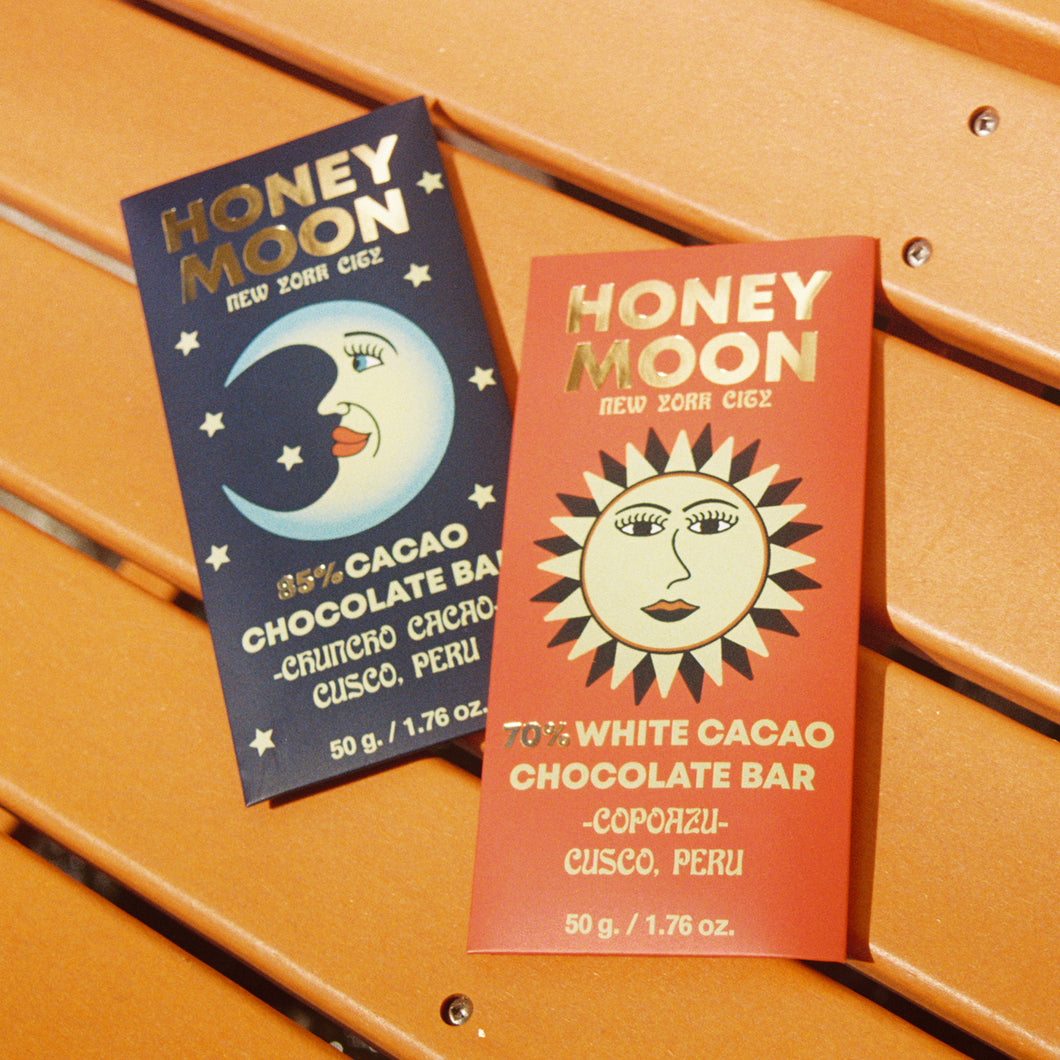 HONEY
MOON
NEW YORK CITY
85% CACAO
CHOCOLATE BAR
-CHUNCHO CACAO-
CUSCO, PERU
50 g. / 1.76 oz.
HONEY
MOON
NEW YORK CITY
70% WHITE CACAO
CHOCOLATE BAR
-COPOAZU-
CUSCO, PERU
50 g. / 1.76 oz.